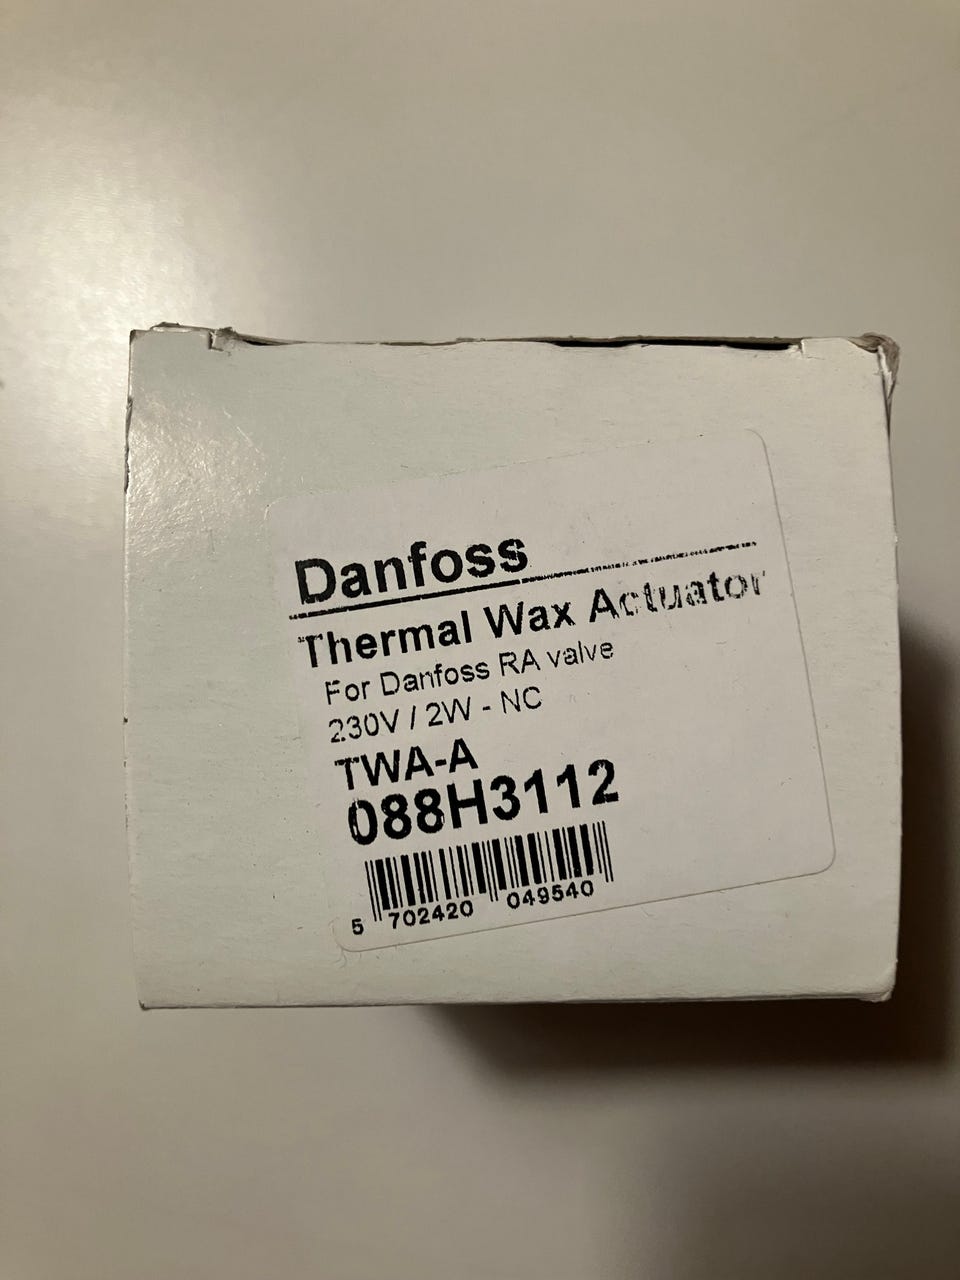 Danfoss
Thermal Wax Actuator
For Danfoss RA valve
230V / 2W - NC
TWA-A
088H3112
5 702420 049540